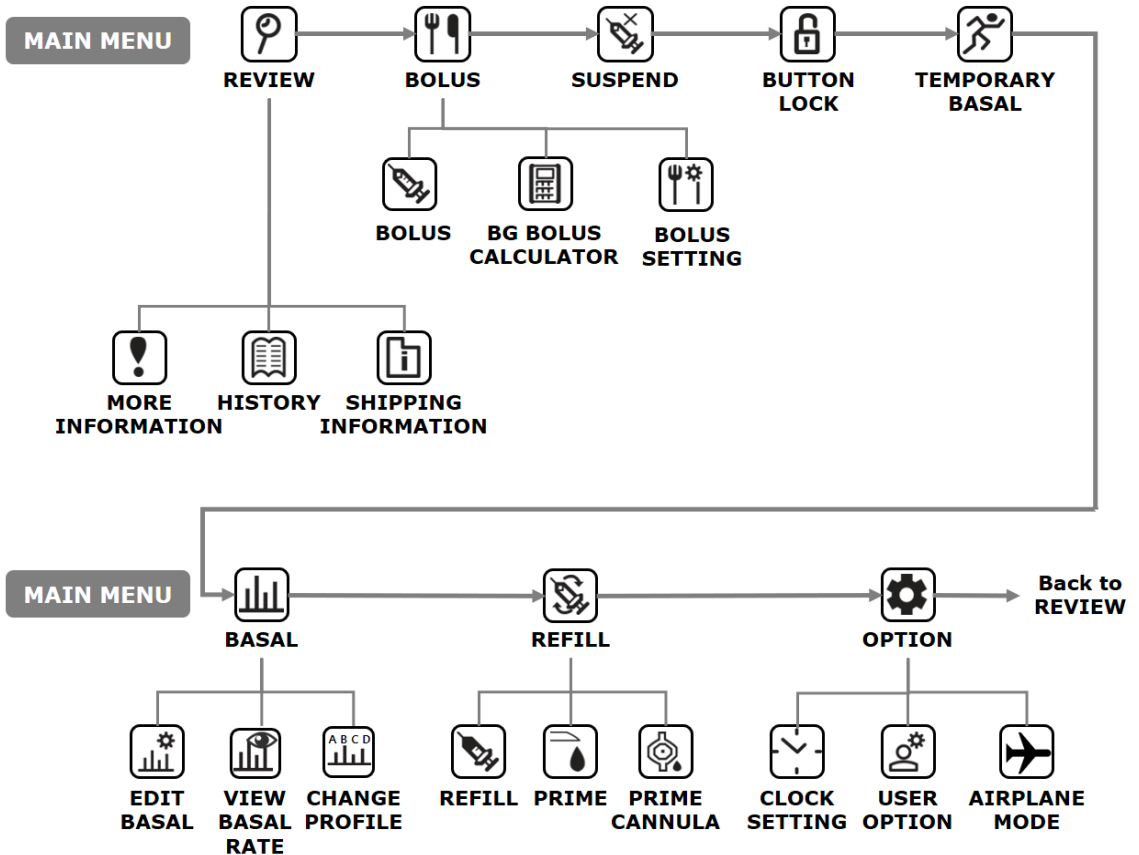 MAIN MENU
REVIEW
BOLUS
SUSPEND
BUTTON
LOCK
TEMPORARY
BASAL
BOLUS
BG BOLUS
CALCULATOR
BOLUS
SETTING
MORE
INFORMATION
HISTORY
SHIPPING
INFORMATION
MAIN MENU
BASAL
REFILL
OPTION
Back to
REVIEW
EDIT
BASAL
VIEW
BASAL
RATE
A B C D
CHANGE
PROFILE
REFILL
PRIME
PRIME
CANNULA
CLOCK
SETTING
USER
OPTION
AIRPLANE
MODE